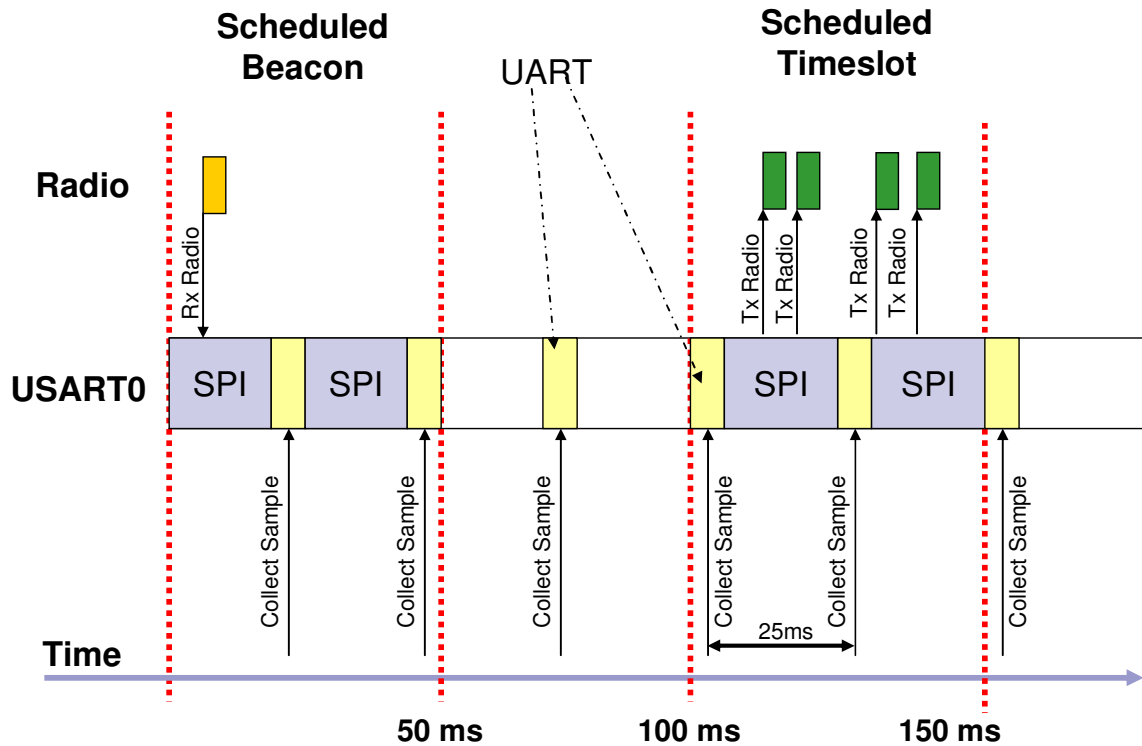 Scheduled
Beacon
UART
Scheduled
Timeslot
Radio
Rx Radio
Tx Radio
Tx Radio
Tx Radio
Tx Radio
USART0
SPI
SPI
SPI
SPI
Collect Sample
Collect Sample
Collect Sample
Collect Sample
Collect Sample
Collect Sample
25ms
Time
50 ms
100 ms
150 ms